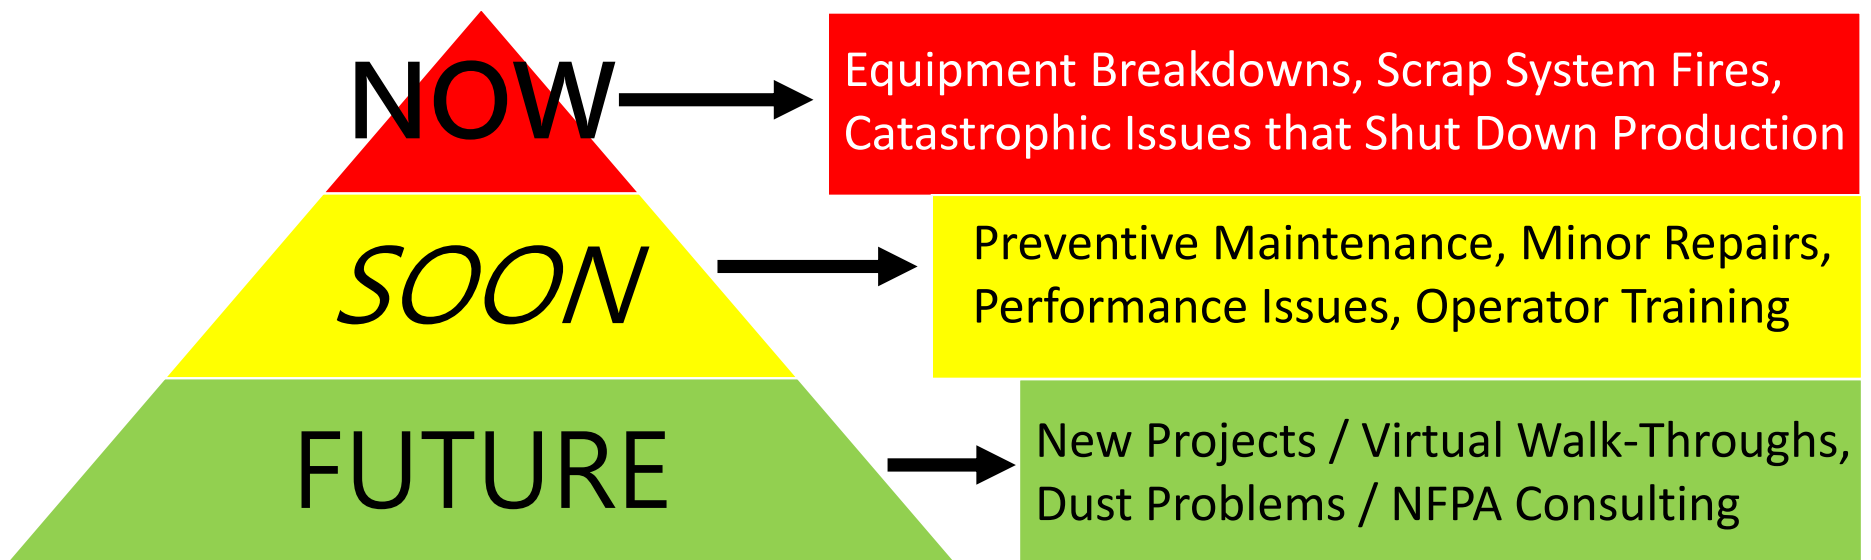 NOW
Equipment Breakdowns, Scrap System Fires,
Catastrophic Issues that Shut Down Production
SOON
Preventive Maintenance, Minor Repairs,
Performance Issues, Operator Training
FUTURE
New Projects / Virtual Walk-Throughs,
Dust Problems / NFPA Consulting